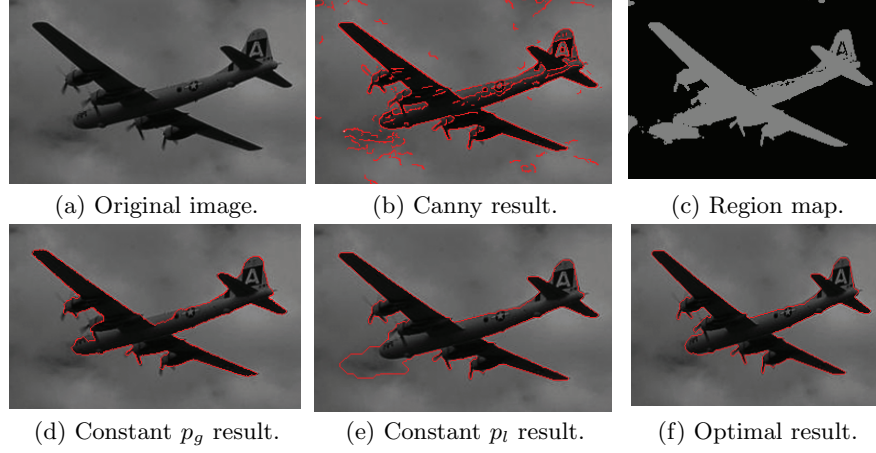 A
A
A
(a) Original image.
(b) Canny result.
(c) Region map.
A
A
A
(d) Constant p_g result.
(e) Constant p_l result.
(f) Optimal result.